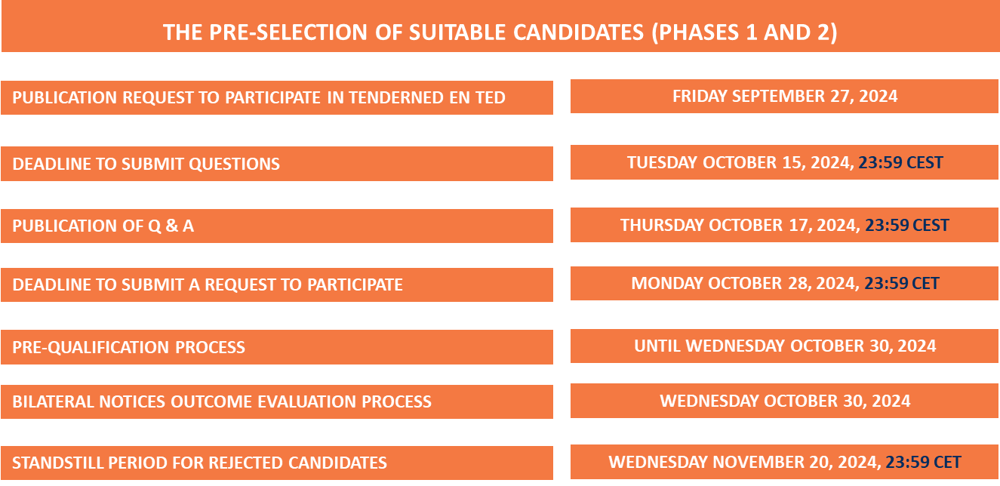 THE PRE-SELECTION OF SUITABLE CANDIDATES (PHASES 1 AND 2)
PUBLICATION REQUEST TO PARTICIPATE IN TENDERNED EN TED
FRIDAY SEPTEMBER 27, 2024
DEADLINE TO SUBMIT QUESTIONS
TUESDAY OCTOBER 15, 2024, 23:59 CEST
PUBLICATION OF Q & A
THURSDAY OCTOBER 17, 2024, 23:59 CEST
DEADLINE TO SUBMIT A REQUEST TO PARTICIPATE
MONDAY OCTOBER 28, 2024, 23:59 CET
PRE-QUALIFICATION PROCESS
UNTIL WEDNESDAY OCTOBER 30, 2024
BILATERAL NOTICES OUTCOME EVALUATION PROCESS
WEDNESDAY OCTOBER 30, 2024
STANDSTILL PERIOD FOR REJECTED CANDIDATES
WEDNESDAY NOVEMBER 20, 2024, 23:59 CET